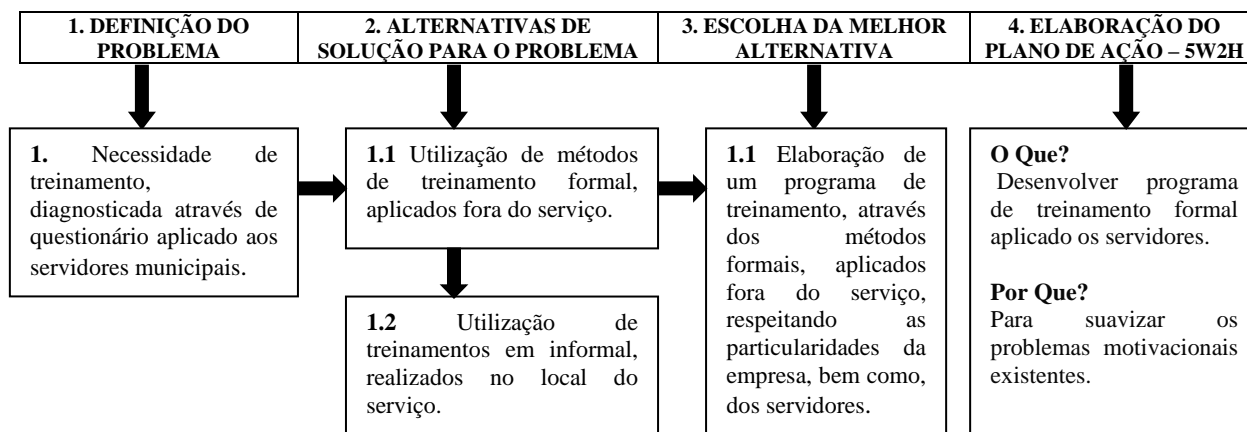 1. DEFINIÇÃO DO
PROBLEMA
2. ALTERNATIVAS DE
SOLUÇÃO PARA O PROBLEMA
3. ESCOLHA DA MELHOR
ALTERNATIVA
4. ELABORAÇÃO DO
PLANO DE AÇÃO – 5W2H
1. Necessidade de
treinamento,
diagnosticada através de
questionário aplicado aos
servidores municipais.
1.1 Utilização de métodos
de treinamento formal,
aplicados fora do serviço.
1.2 Utilização de
treinamentos em informal,
realizados no local do
serviço.
1.1 Elaboração de
um programa de
treinamento, através
dos métodos
formais, aplicados
fora do serviço,
respeitando as
particularidades da
empresa, bem como,
dos servidores.
O Que?
Desenvolver programa
de treinamento formal
aplicado os servidores.
Por Que?
Para suavizar os
problemas motivacionais
existentes.